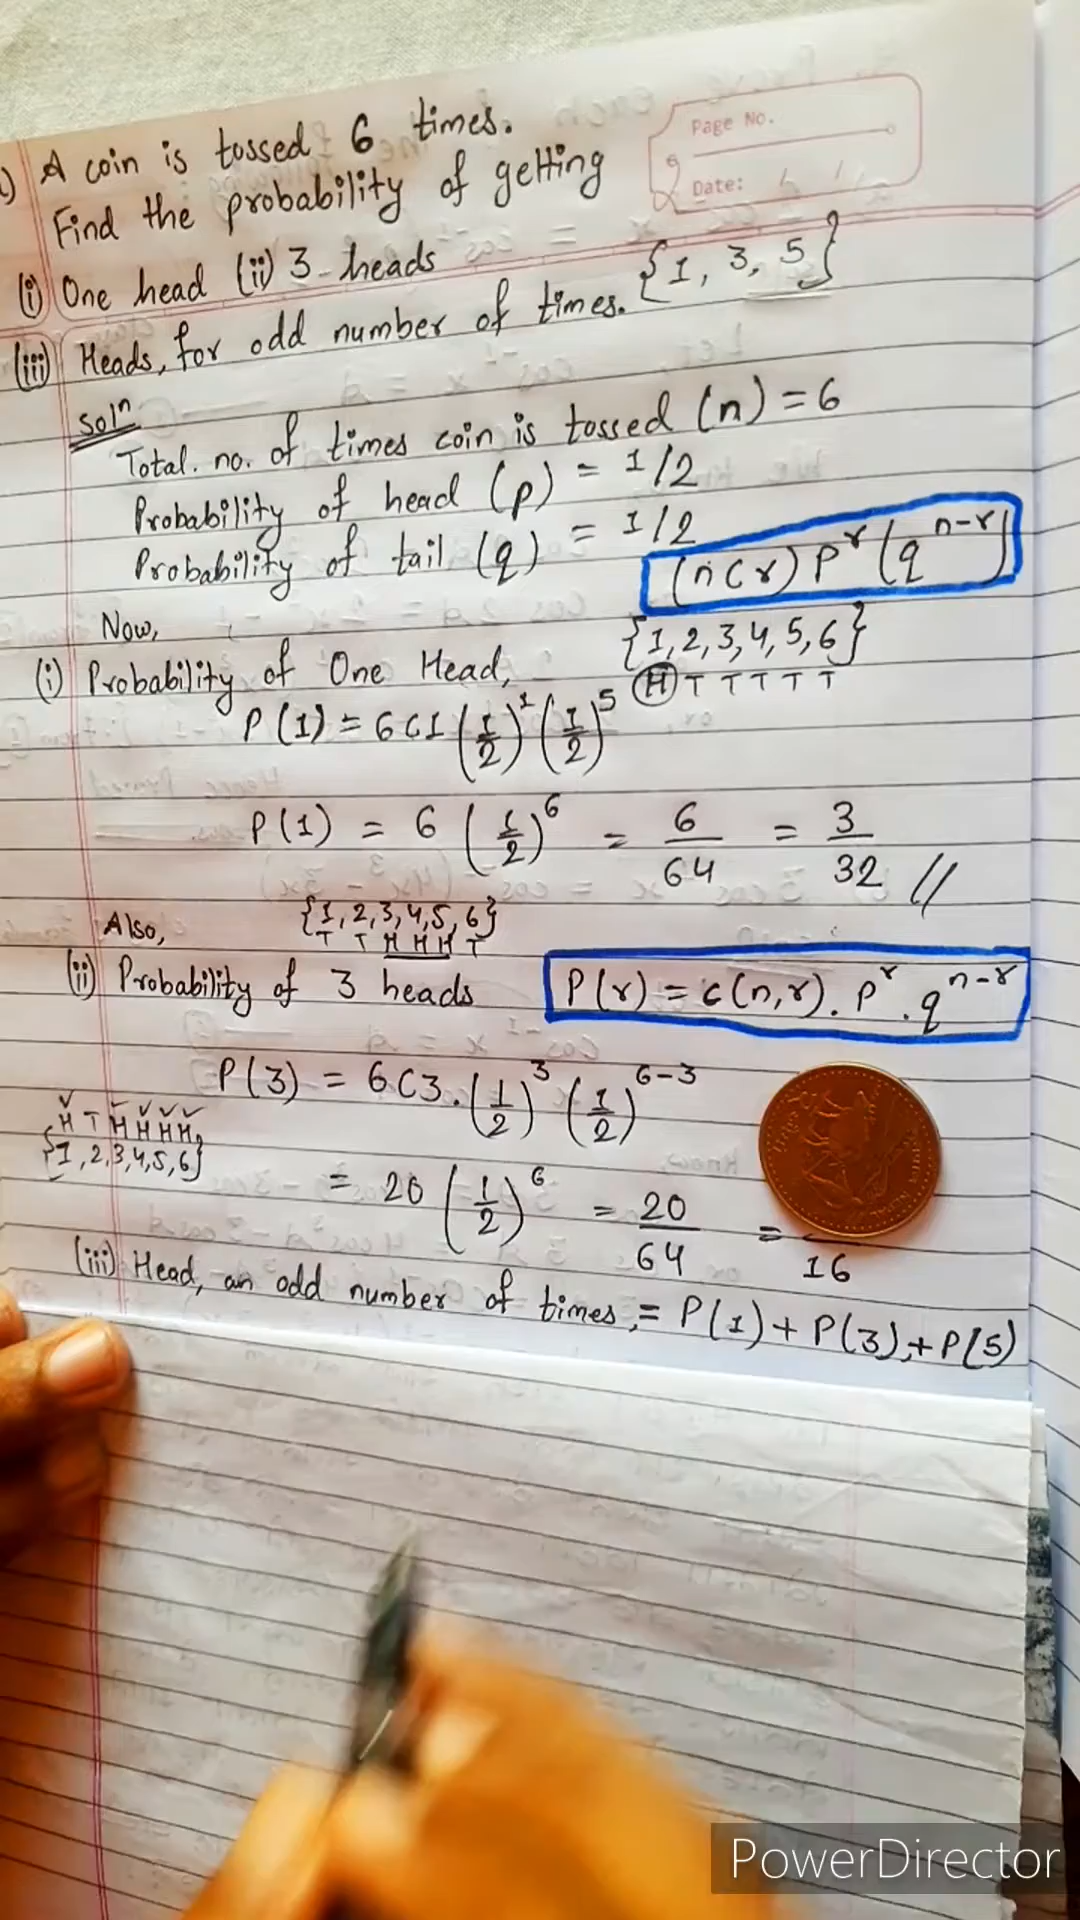 A coin is tossed 6 times.
Find the probability of getting
(i) One head (ii) 3 heads
(iii) Heads, for odd number of times. {1, 3, 5}
Page No.
Date:
Soln
Total. no. of times coin is tossed (n) = 6
Probability of head (p) = 1/2
Probability of tail (q) = 1/2
(nCr) P^r (q^n-r)
Now,
{1,2,3,4,5,6}
H T T T T T
(i) Probability of One Head,
P(1) = 6C1 (1/2)^1 (1/2)^5
P(1) = 6 (1/2)^6 = 6/64 = 3/32 //
Also,
{1,2,3,4,5,6}
T T H H H T
(ii) Probability of 3 heads
P(r) = c(n,r) . P^r . q^n-r
P(3) = 6C3 . (1/2)^3 (1/2)^6-3
H T H H H H
{1,2,3,4,5,6}
= 20 (1/2)^6 = 20/64 = /16
(iii) Head, an odd number of times, = P(1) + P(3) + P(5)
PowerDirector